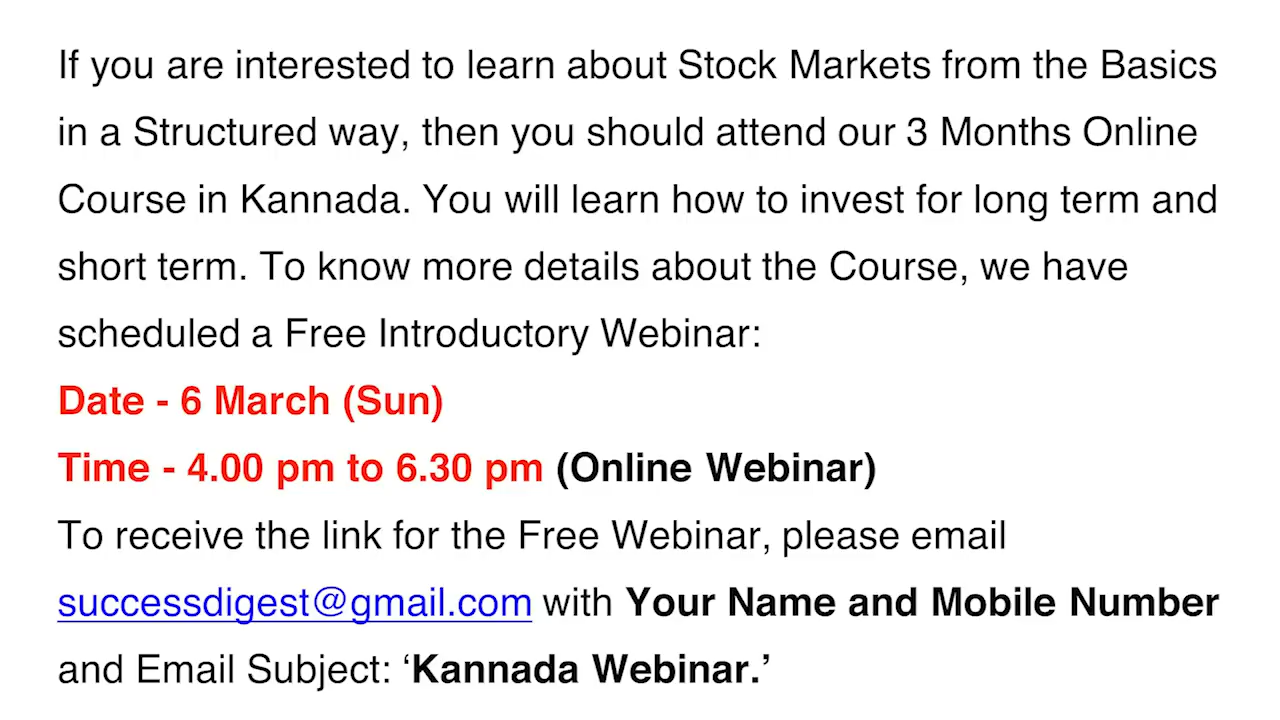 If you are interested to learn about Stock Markets from the Basics
in a Structured way, then you should attend our 3 Months Online
Course in Kannada. You will learn how to invest for long term and
short term. To know more details about the Course, we have
scheduled a Free Introductory Webinar:
Date - 6 March (Sun)
Time - 4.00 pm to 6.30 pm (Online Webinar)
To receive the link for the Free Webinar, please email
successdigest@gmail.com with Your Name and Mobile Number
and Email Subject: ‘Kannada Webinar.’